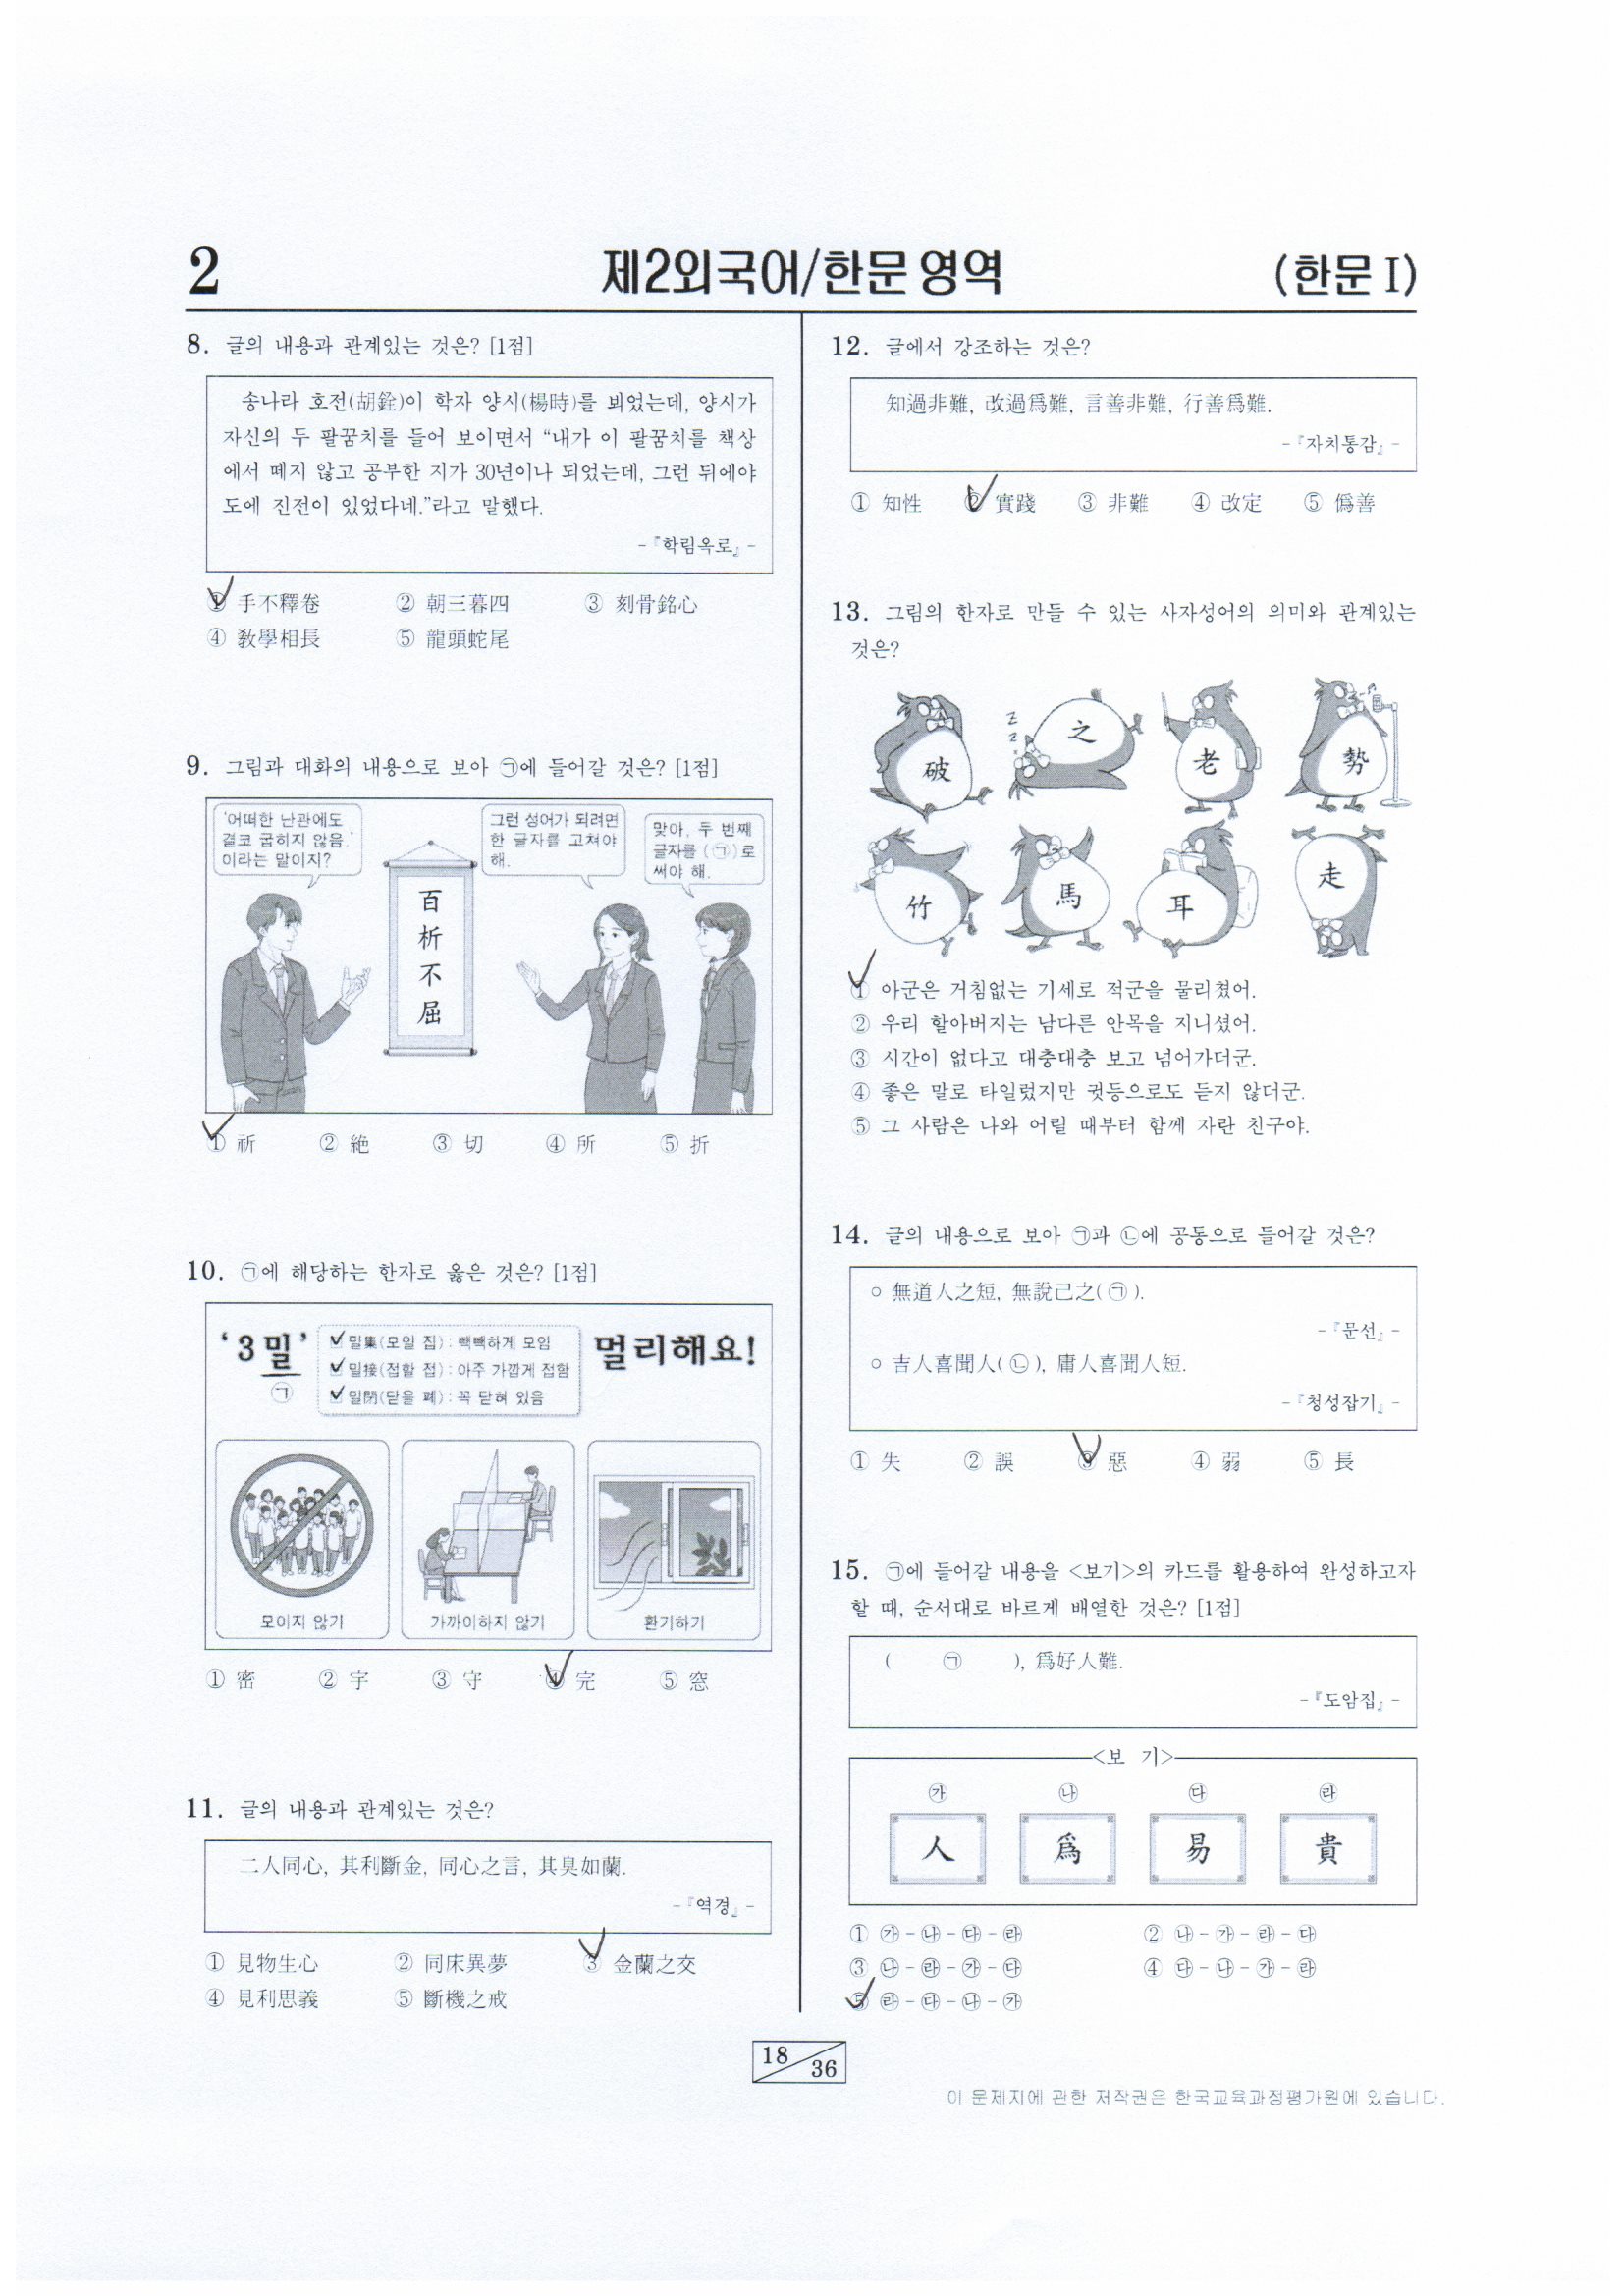 2
제2외국어/한문 영역
(한문 I)
8. 글의 내용과 관계있는 것은? [1점]
송나라 호전(胡銓)이 학자 양시(楊時)를 뵈었는데, 양시가
자신의 두 팔꿈치를 들어 보이면서 “내가 이 팔꿈치를 책상
에서 떼지 않고 공부한 지가 30년이나 되었는데, 그런 뒤에야
도에 진전이 있었다네.”라고 말했다.
-『학림옥로』-
① 手不釋卷 ② 朝三暮四 ③ 刻骨銘心
④ 敎學相長 ⑤ 龍頭蛇尾
9. 그림과 대화의 내용으로 보아 ㉠에 들어갈 것은? [1점]
‘어떠한 난관에도
결코 굽히지 않음.’
이라는 말이지?
百
析
不
屈
그런 성어가 되려면
한 글자를 고쳐야
해.
맞아, 두 번째
글자를 (㉠)로
써야 해.
① 祈 ② 絶 ③ 切 ④ 所 ⑤ 折
10. ㉠에 해당하는 한자로 옳은 것은? [1점]
‘3밀’
㉠
밀集(모일 집) : 빽빽하게 모임
밀接(접할 접) : 아주 가깝게 접함
밀閉(닫을 폐) : 꼭 닫혀 있음
멀리해요!
모이지 않기
가까이하지 않기
환기하기
① 密 ② 宇 ③ 守 ④ 完 ⑤ 窓
11. 글의 내용과 관계있는 것은?
二人同心, 其利斷金, 同心之言, 其臭如蘭.
-『역경』-
① 見物生心 ② 同床異夢 ③ 金蘭之交
④ 見利思義 ⑤ 斷機之戒
12. 글에서 강조하는 것은?
知過非難, 改過爲難, 言善非難, 行善爲難.
-『자치통감』-
① 知性 ② 實踐 ③ 非難 ④ 改定 ⑤ 僞善
13. 그림의 한자로 만들 수 있는 사자성어의 의미와 관계있는
것은?
z
z
破 之 老 勢
竹 馬 耳 走
① 아군은 거침없는 기세로 적군을 물리쳤어.
② 우리 할아버지는 남다른 안목을 지니셨어.
③ 시간이 없다고 대충대충 보고 넘어가더군.
④ 좋은 말로 타일렀지만 귓등으로도 듣지 않더군.
⑤ 그 사람은 나와 어릴 때부터 함께 자란 친구야.
14. 글의 내용으로 보아 ㉠과 ㉡에 공통으로 들어갈 것은?
○ 無道人之短, 無說己之( ㉠ ).
-『문선』-
○ 吉人喜聞人( ㉡ ), 庸人喜聞人短.
-『청성잡기』-
① 失 ② 誤 ③ 惡 ④ 弱 ⑤ 長
15. ㉠에 들어갈 내용을 <보기>의 카드를 활용하여 완성하고자
할 때, 순서대로 바르게 배열한 것은? [1점]
( ㉠ ), 爲好人難.
-『도암집』-
<보 기>
㉮ ㉯ ㉰ ㉱
人 爲 易 貴
① ㉮-㉯-㉰-㉱ ② ㉯-㉮-㉱-㉰
③ ㉯-㉱-㉮-㉰ ④ ㉰-㉯-㉮-㉱
⑤ ㉱-㉰-㉯-㉮
18
36
이 문제지에 관한 저작권은 한국교육과정평가원에 있습니다.